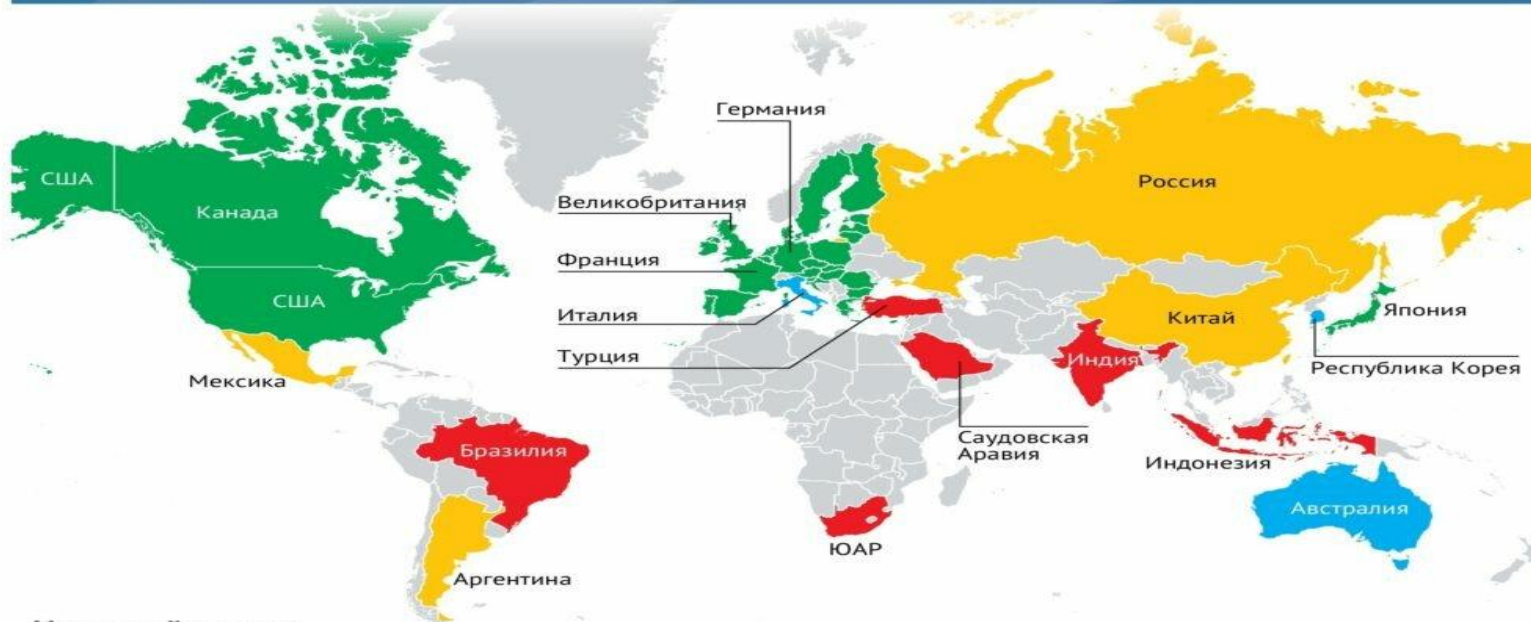 Германия
США
Россия
Великобритания
Канада
Франция
США
Италия
Япония
Китай
Турция
Индия
Республика Корея
Мексика
Саудовская
Аравия
Бразилия
Индонезия
Австралия
ЮАР
Аргентина